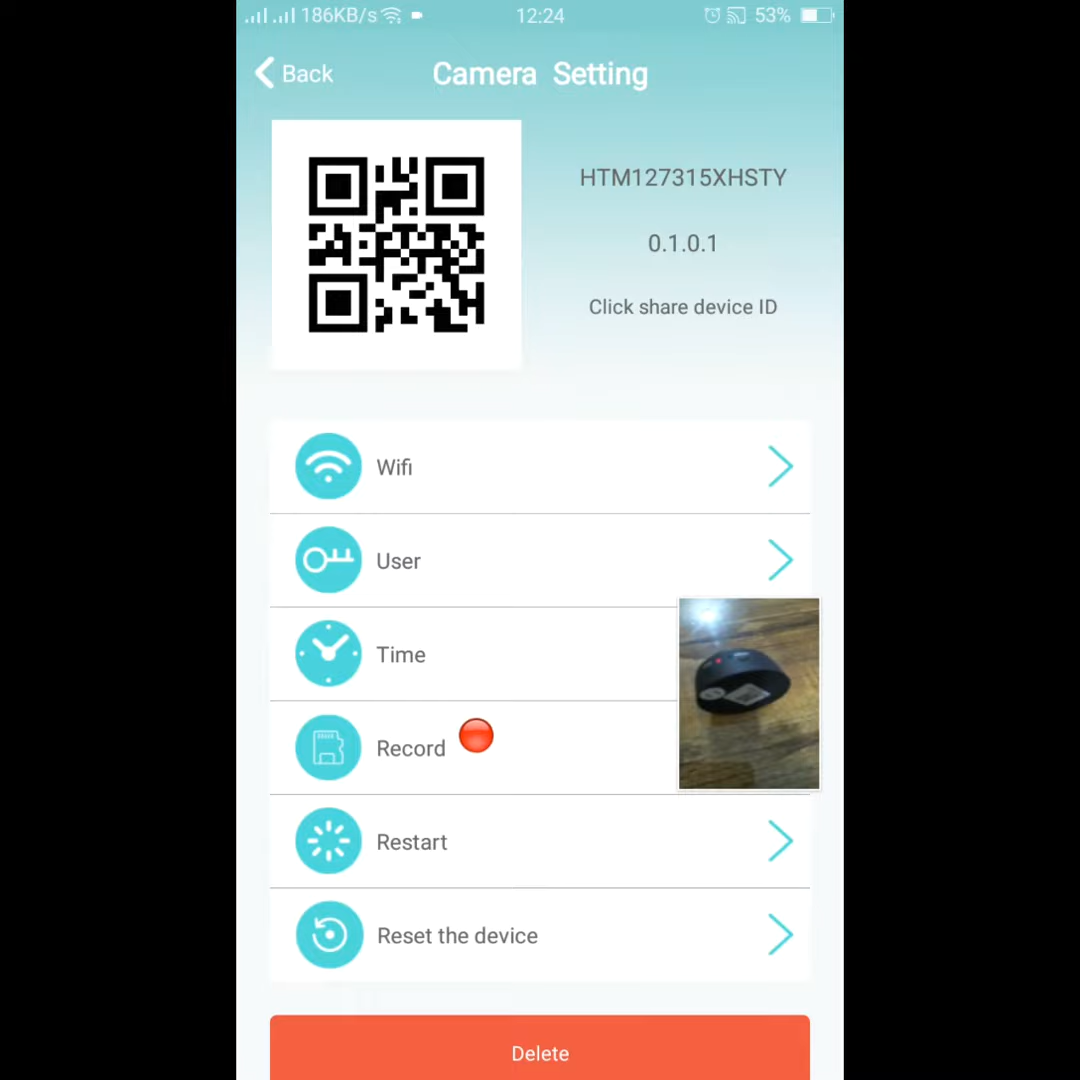 186KB/s 12:24 53%
Back Camera Setting
HTM127315XHSTY
0.1.0.1
Click share device ID
Wifi
User
Time
Record
Restart
Reset the device
Delete